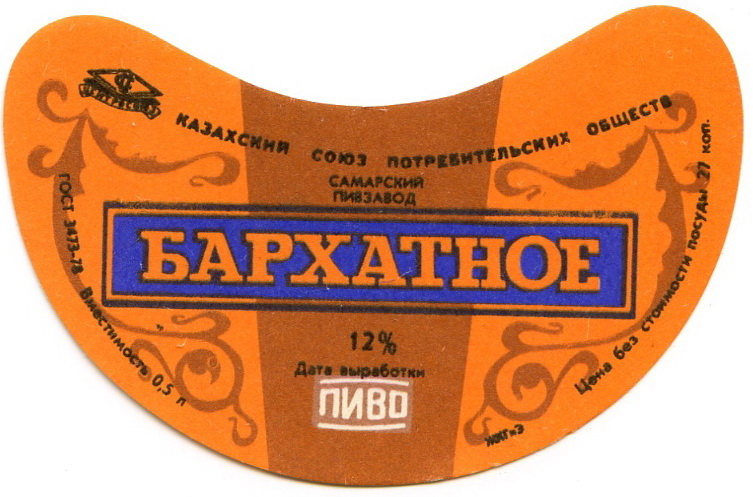 КАЗАХСКИЙ СОЮЗ ПОТРЕБИТЕЛЬСКИХ ОБЩЕСТВ
САМАРСКИЙ
ПИВЗАВОД
БАРХАТНОЕ
12%
Дата выработки
ПИВО
ГОСТ 3473-78 Вместимость 0,5 л
Цена без стоимости посуды 27 коп.